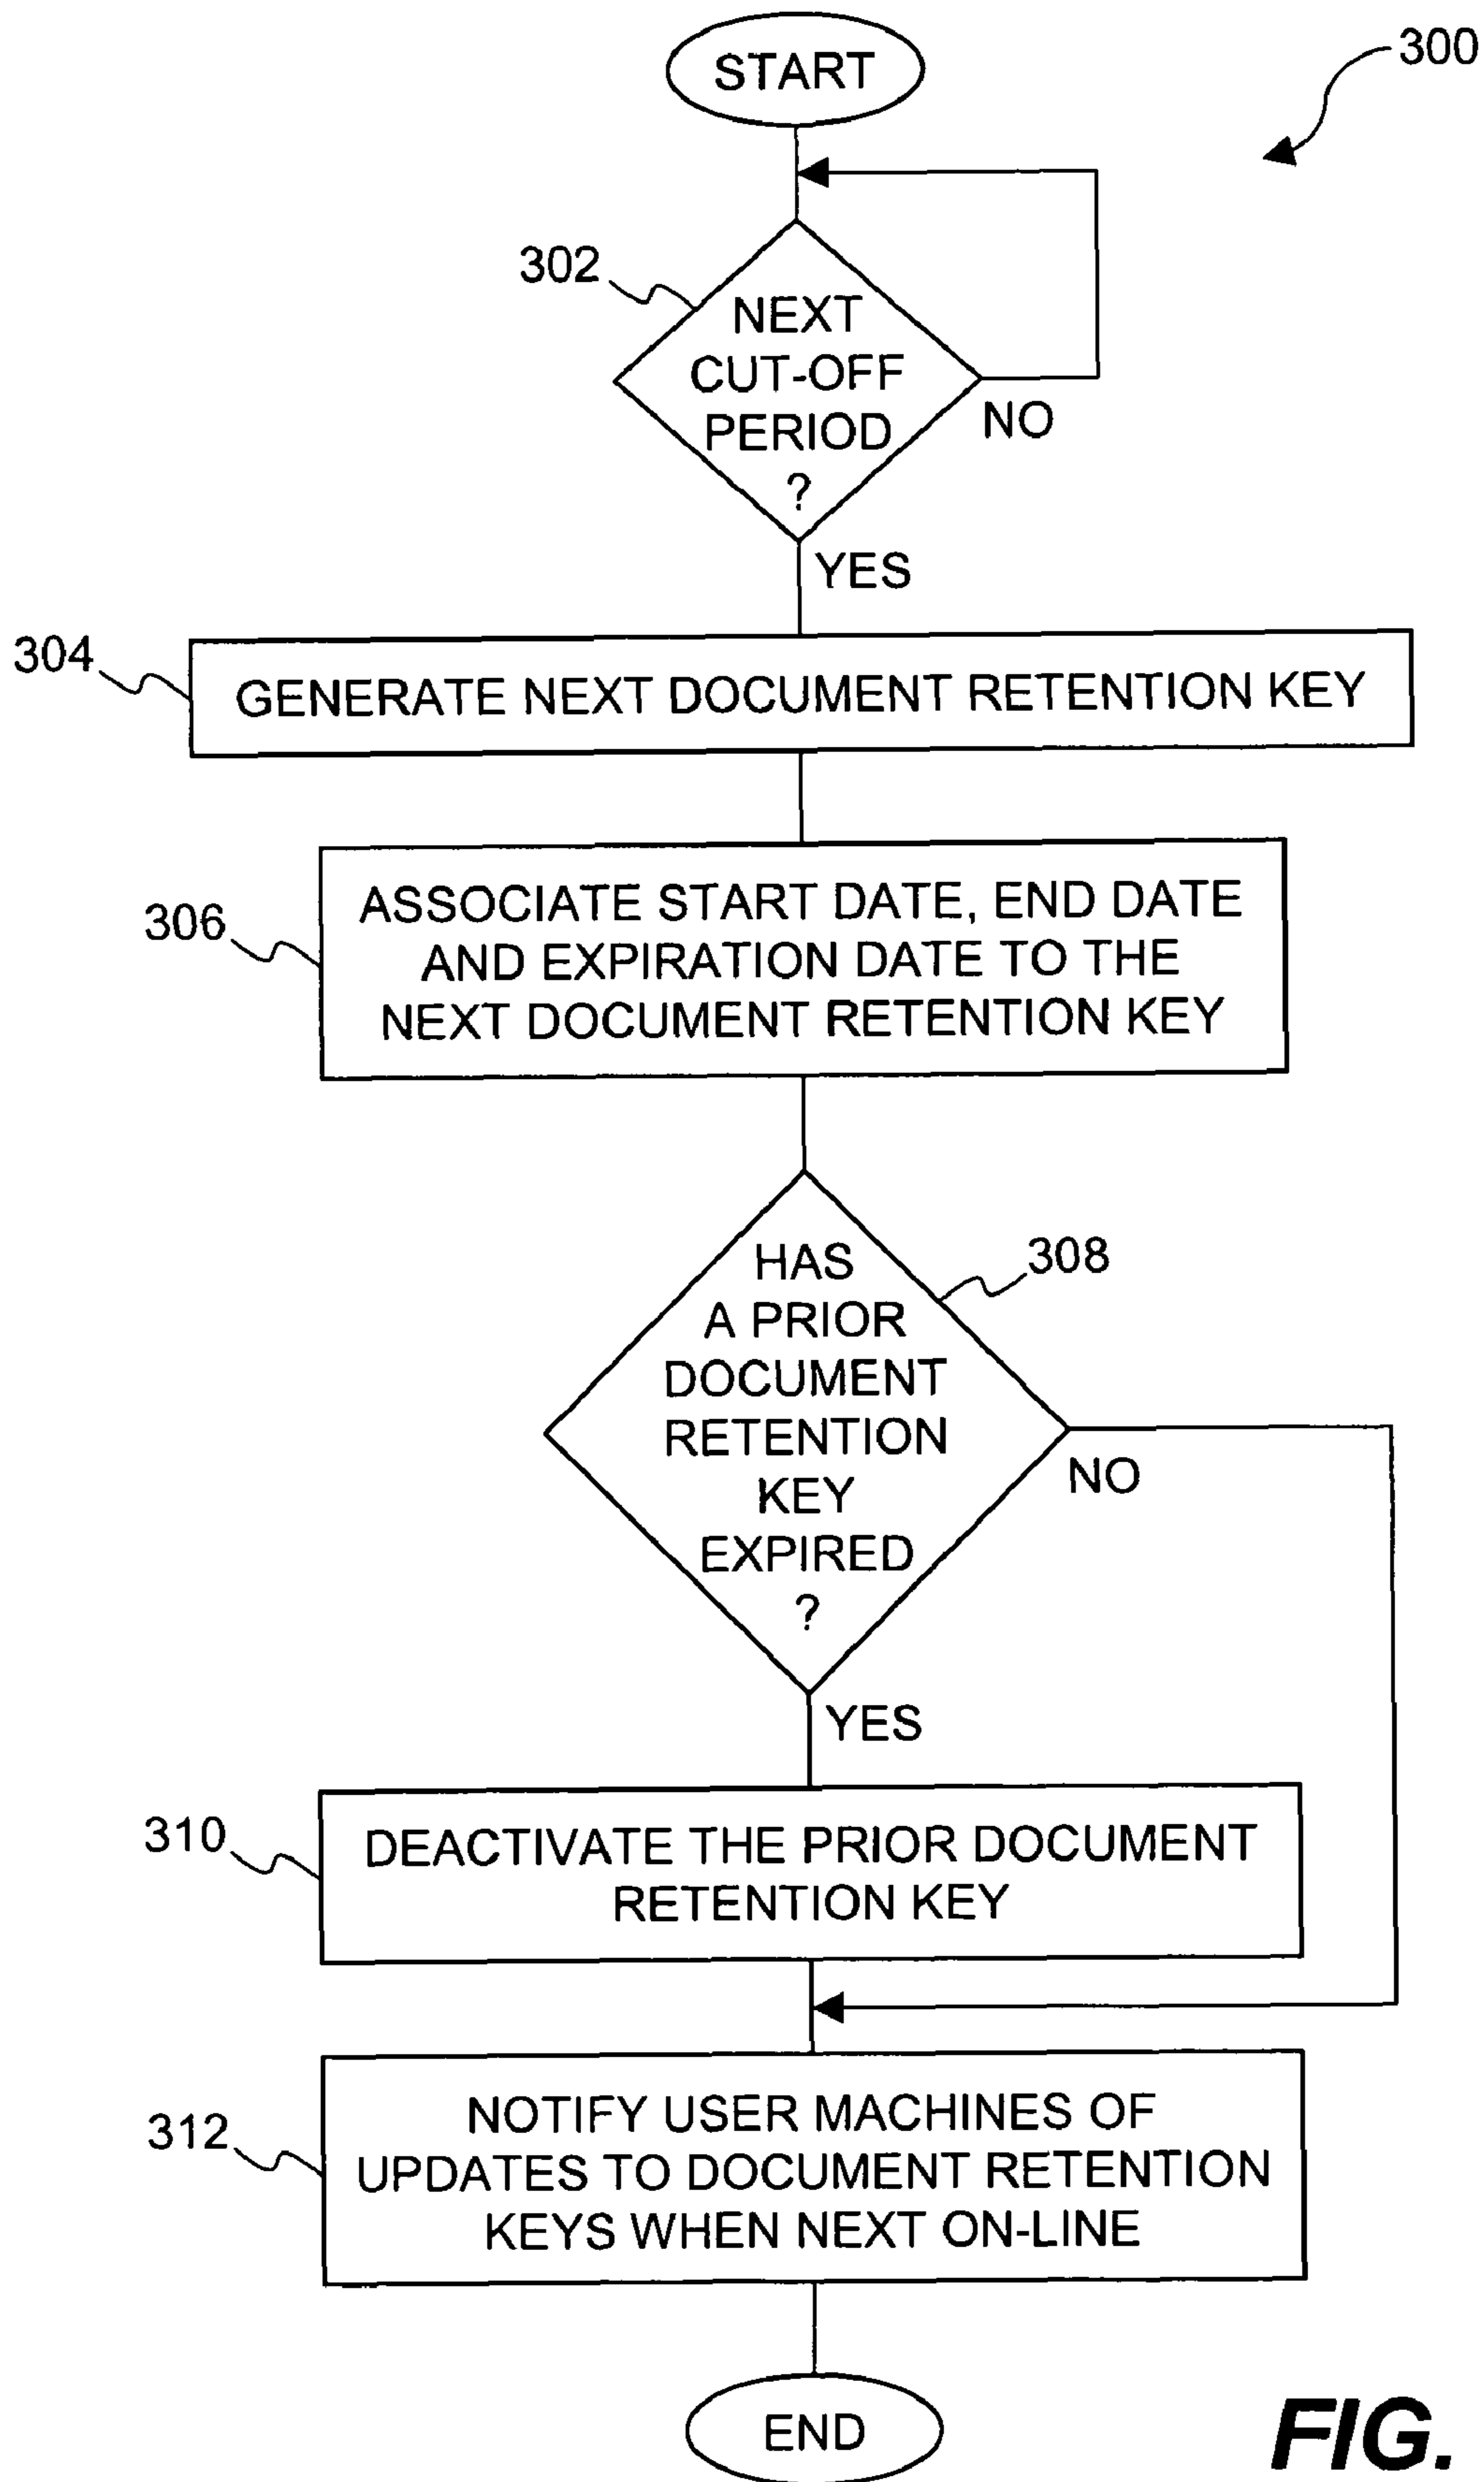 START
300
302
NEXT
CUT-OFF
PERIOD
?
NO
YES
304
GENERATE NEXT DOCUMENT RETENTION KEY
306
ASSOCIATE START DATE, END DATE
AND EXPIRATION DATE TO THE
NEXT DOCUMENT RETENTION KEY
HAS
A PRIOR
DOCUMENT
RETENTION
KEY
EXPIRED
?
308
NO
YES
310
DEACTIVATE THE PRIOR DOCUMENT
RETENTION KEY
312
NOTIFY USER MACHINES OF
UPDATES TO DOCUMENT RETENTION
KEYS WHEN NEXT ON-LINE
END
FIG.